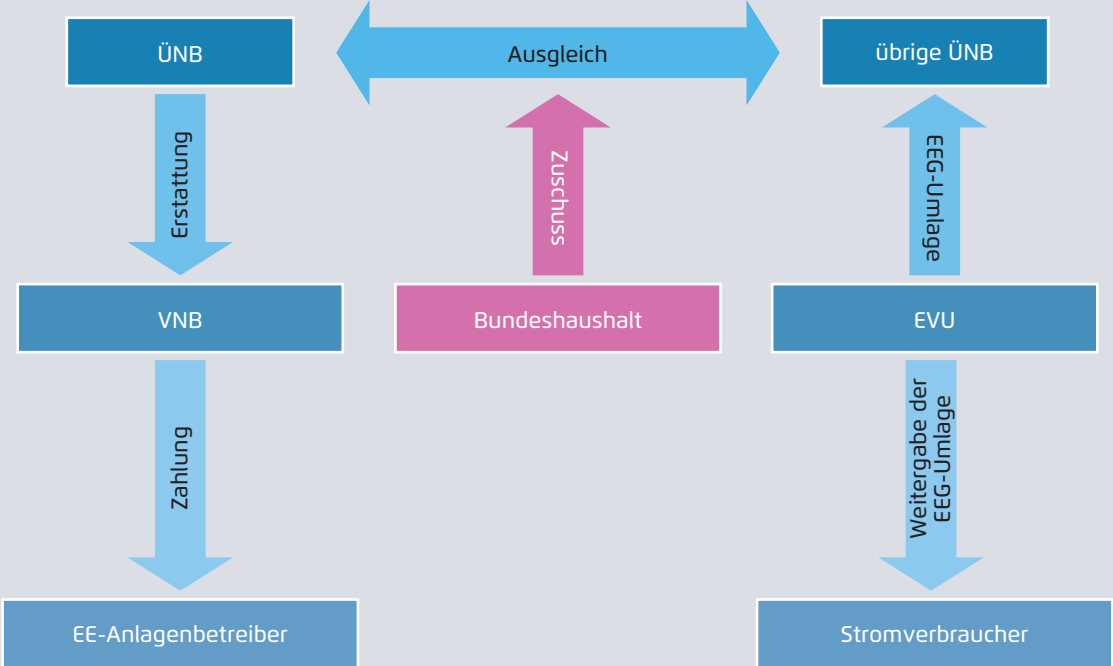 ÜNB
Ausgleich
übrige ÜNB
Erstattung
Zuschuss
EEG-Umlage
VNB
Bundeshaushalt
EVU
Zahlung
Weitergabe der
EEG-Umlage
EE-Anlagenbetreiber
Stromverbraucher